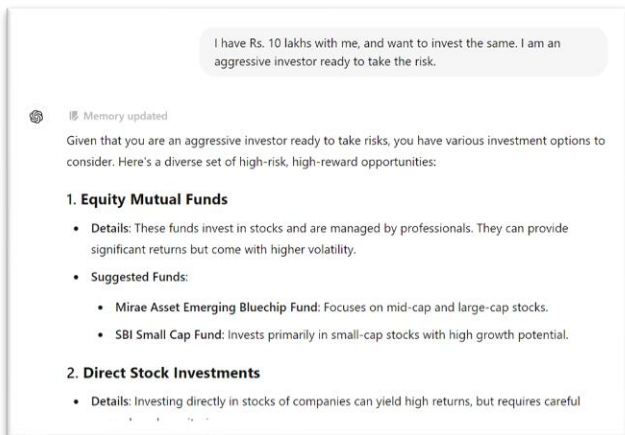 I have Rs. 10 lakhs with me, and want to invest the same. I am an
aggressive investor ready to take the risk.
Memory updated
Given that you are an aggressive investor ready to take risks, you have various investment options to
consider. Here's a diverse set of high-risk, high-reward opportunities:
1. Equity Mutual Funds
• Details: These funds invest in stocks and are managed by professionals. They can provide
significant returns but come with higher volatility.
• Suggested Funds:
• Mirae Asset Emerging Bluechip Fund: Focuses on mid-cap and large-cap stocks.
• SBI Small Cap Fund: Invests primarily in small-cap stocks with high growth potential.
2. Direct Stock Investments
• Details: Investing directly in stocks of companies can yield high returns, but requires careful